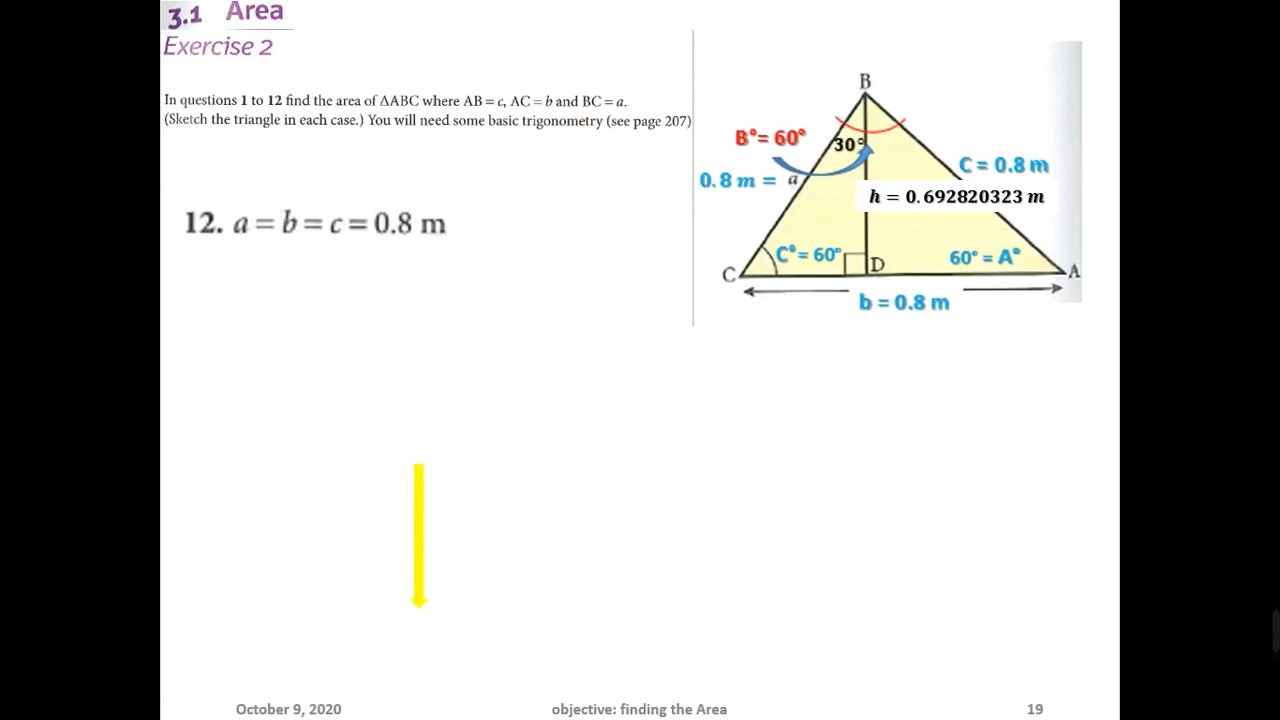 3.1 Area
Exercise 2
In questions 1 to 12 find the area of ΔABC where AB = c, AC = b and BC = a.
(Sketch the triangle in each case.) You will need some basic trigonometry (see page 207)
12. a = b = c = 0.8 m
B
B° = 60°
30°
C = 0.8 m
0.8 m = a
h = 0.692820323 m
C° = 60°
D
60° = A°
C
A
b = 0.8 m
October 9, 2020
objective: finding the Area
19